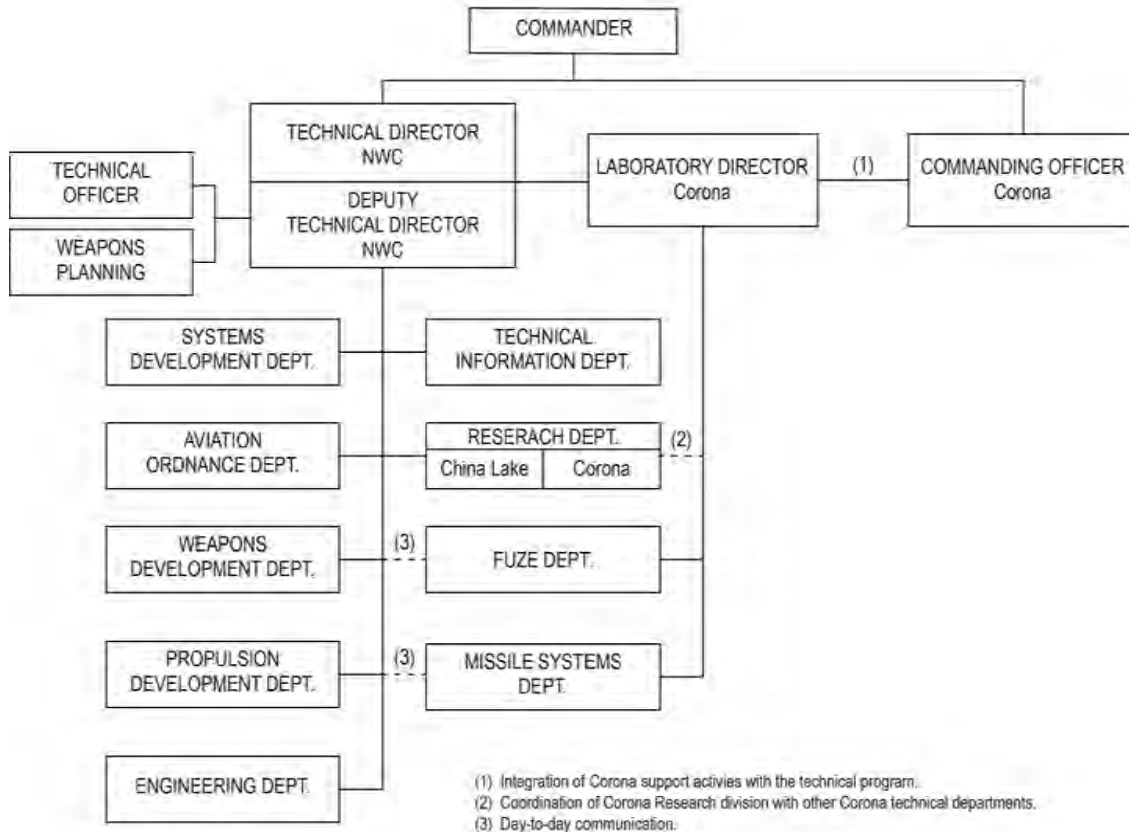 COMMANDER
TECHNICAL DIRECTOR
NWC
DEPUTY
TECHNICAL DIRECTOR
NWC
LABORATORY DIRECTOR
Corona
(1)
COMMANDING OFFICER
Corona
TECHNICAL
OFFICER
WEAPONS
PLANNING
SYSTEMS
DEVELOPMENT DEPT.
TECHNICAL
INFORMATION DEPT.
AVIATION
ORDNANCE DEPT.
RESERACH DEPT.
China Lake
Corona
(2)
WEAPONS
DEVELOPMENT DEPT.
(3)
FUZE DEPT.
PROPULSION
DEVELOPMENT DEPT.
(3)
MISSILE SYSTEMS
DEPT.
ENGINEERING DEPT.
(1) Integration of Corona support activies with the technical program.
(2) Coordination of Corona Research division with other Corona technical departments.
(3) Day-to-day communication.